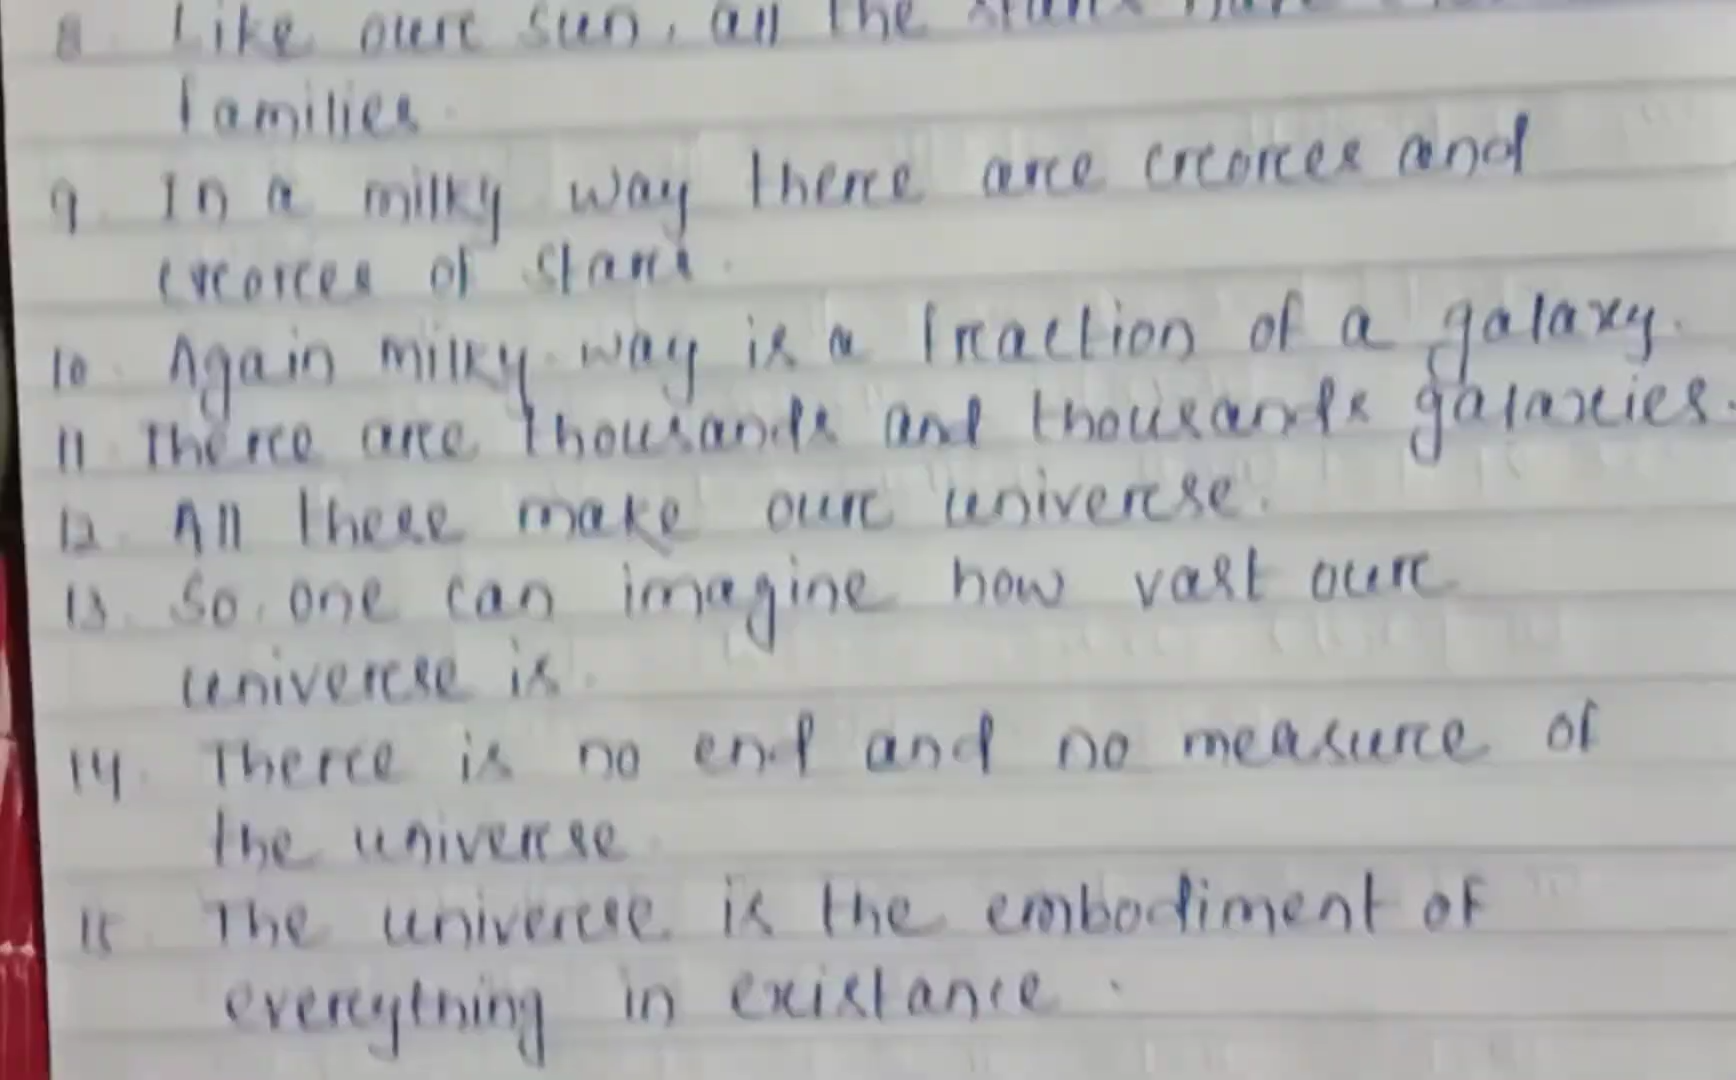 8. Like our sun, all the stars have
families.
9. In a milky way there are crores and
crores of stars.
10. Again milky way is a fraction of a galaxy.
11. There are thousands and thousands galaxies.
12. All these make our universe.
13. So, one can imagine how vast our
universe is.
14. There is no end and no measure of
the universe
15. The universe is the embodiment of
everything in existance.